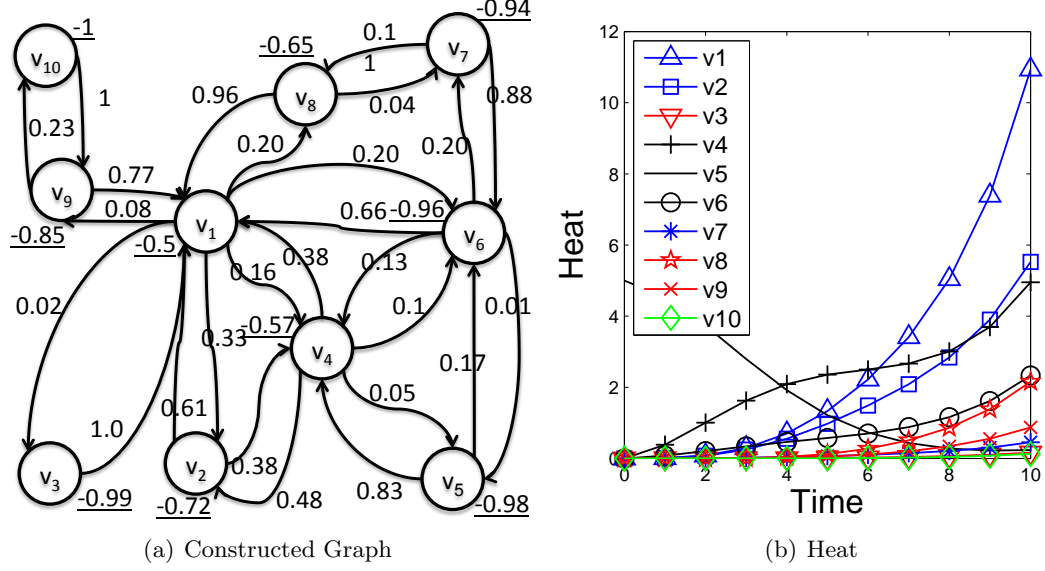 -1
v10
1
0.23
v9
-0.85
0.77
0.08
-0.65
v8
0.96
0.20
0.1
1
0.04
-0.94
v7
0.88
0.20
0.20
0.66
-0.96
v6
v1
-0.5
0.16
0.38
0.13
0.1
0.01
0.02
0.33
-0.57
v4
0.05
0.17
0.61
1.0
v3
-0.99
v2
-0.72
0.38
0.48
0.83
v5
-0.98
(a) Constructed Graph
12
10
8
6
4
2
0
Heat
v1
v2
v3
v4
v5
v6
v7
v8
v9
v10
0 2 4 6 8 10
Time
(b) Heat